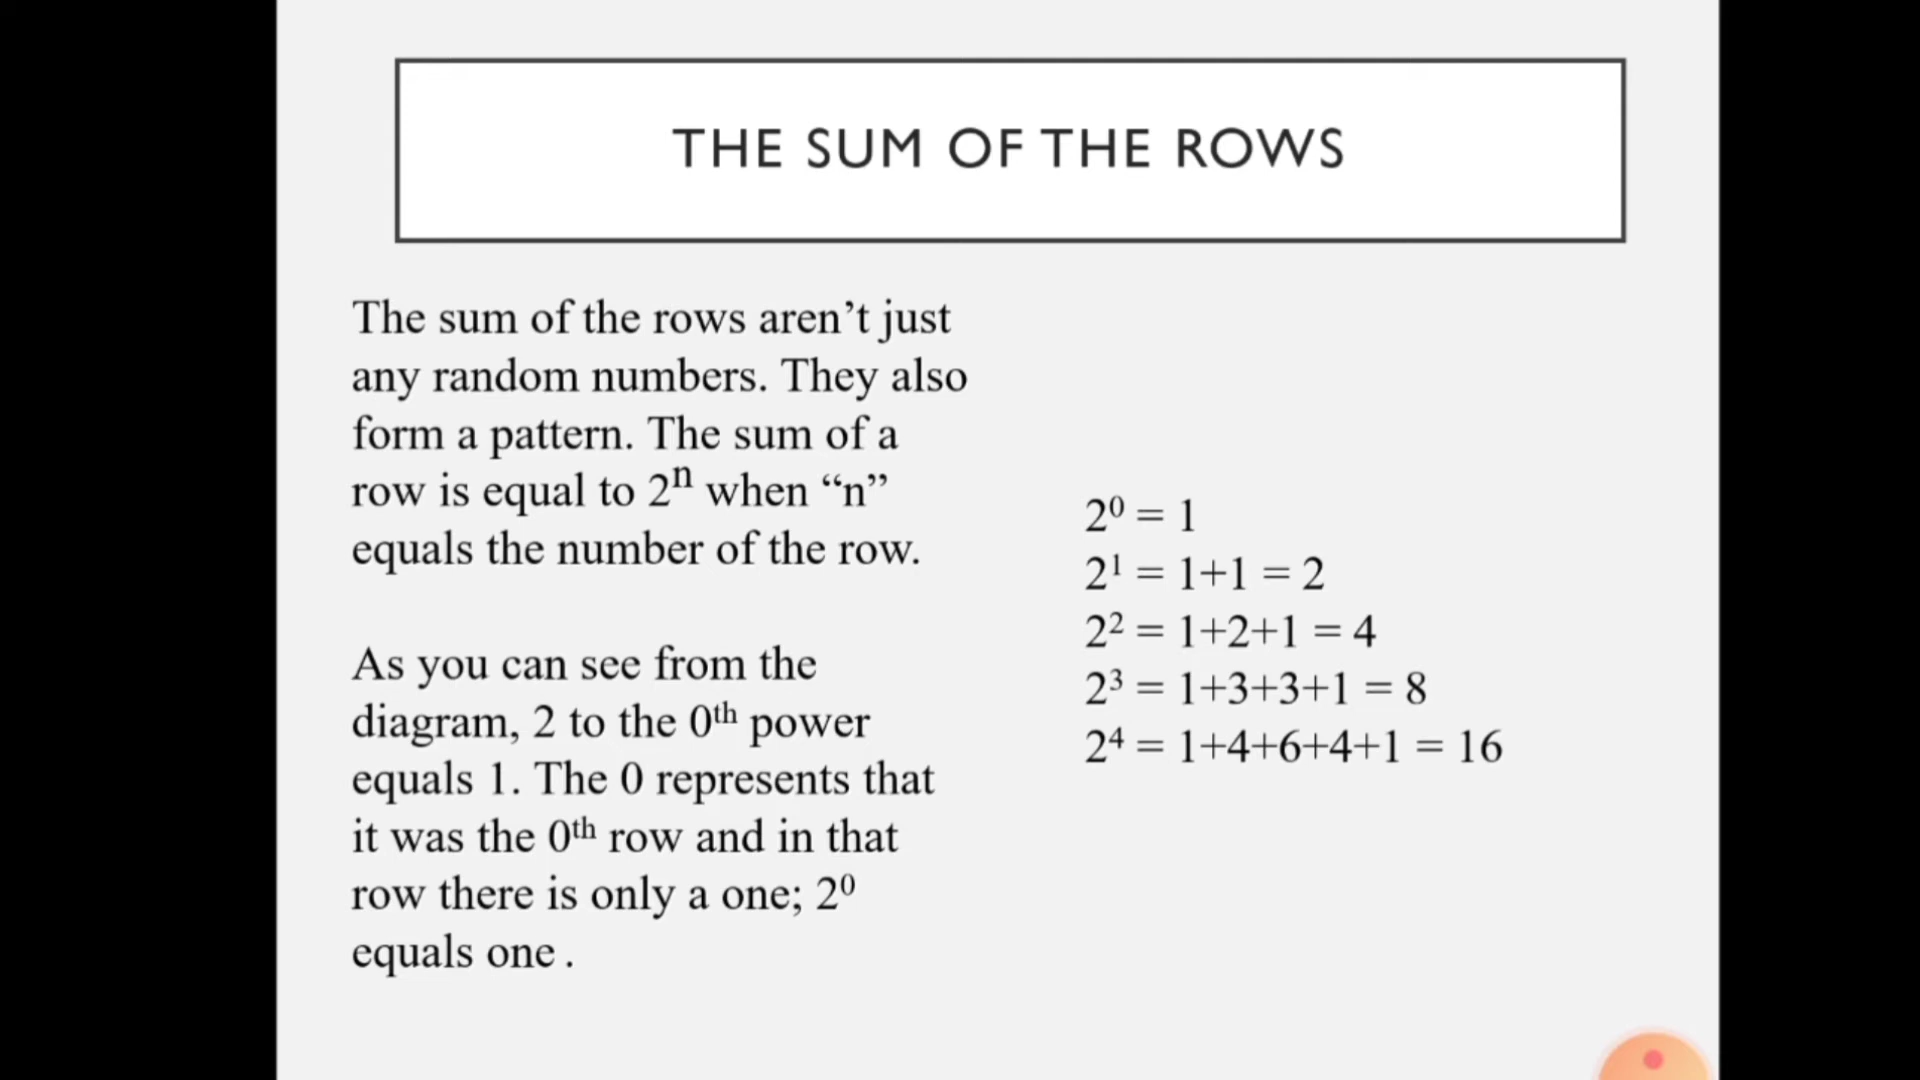 THE SUM OF THE ROWS
The sum of the rows aren’t just
any random numbers. They also
form a pattern. The sum of a
row is equal to 2ⁿ when “n”
equals the number of the row.
As you can see from the
diagram, 2 to the 0ᵗʰ power
equals 1. The 0 represents that
it was the 0ᵗʰ row and in that
row there is only a one; 2⁰
equals one .
2⁰ = 1
2¹ = 1+1 = 2
2² = 1+2+1 = 4
2³ = 1+3+3+1 = 8
2⁴ = 1+4+6+4+1 = 16